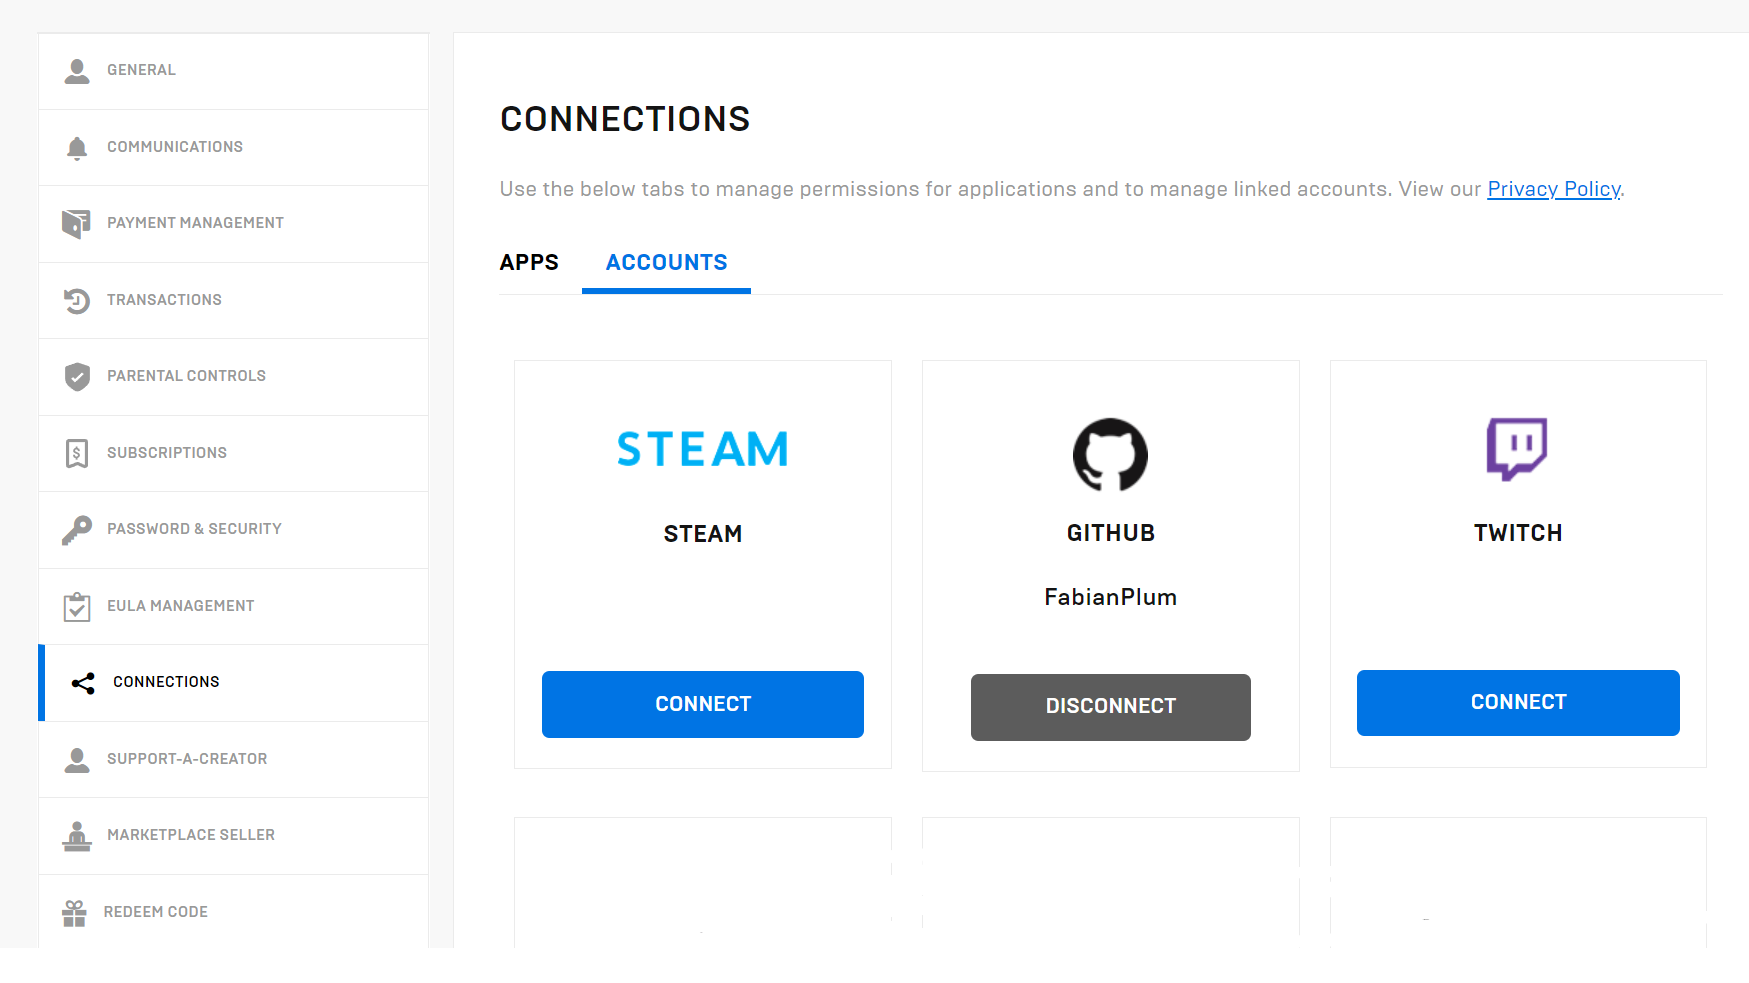 GENERAL
COMMUNICATIONS
PAYMENT MANAGEMENT
TRANSACTIONS
PARENTAL CONTROLS
SUBSCRIPTIONS
PASSWORD & SECURITY
EULA MANAGEMENT
CONNECTIONS
SUPPORT-A-CREATOR
MARKETPLACE SELLER
REDEEM CODE
CONNECTIONS
Use the below tabs to manage permissions for applications and to manage linked accounts. View our Privacy Policy.
APPS ACCOUNTS
STEAM
STEAM
CONNECT
GITHUB
FabianPlum
DISCONNECT
TWITCH
CONNECT